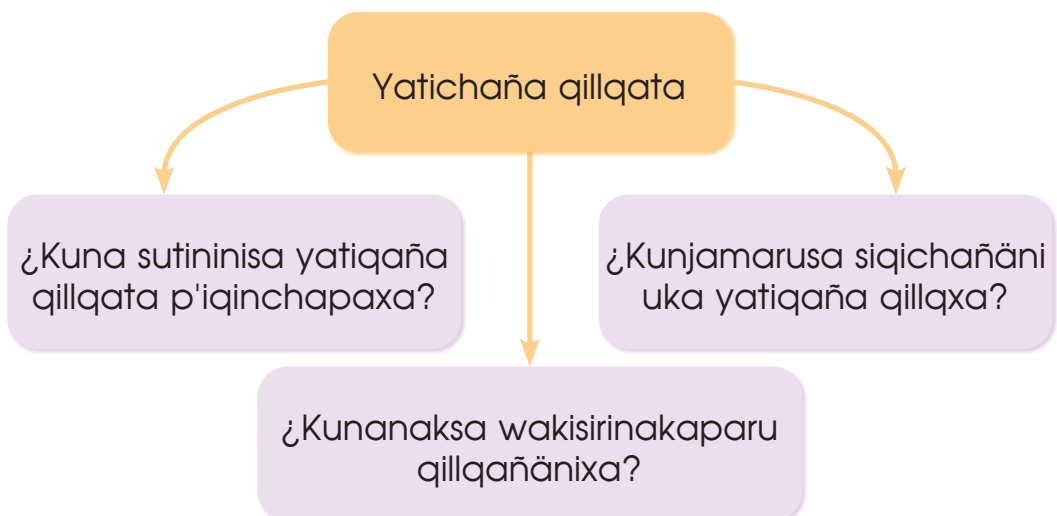 Yatichaña qillqata
¿Kuna sutininisa yatiqaña
qillqata p'iqinchapaxa?
¿Kunjamarusa siqichañäni
uka yatiqaña qillqxa?
¿Kunanaksa wakisirinakaparu
qillqañänixa?